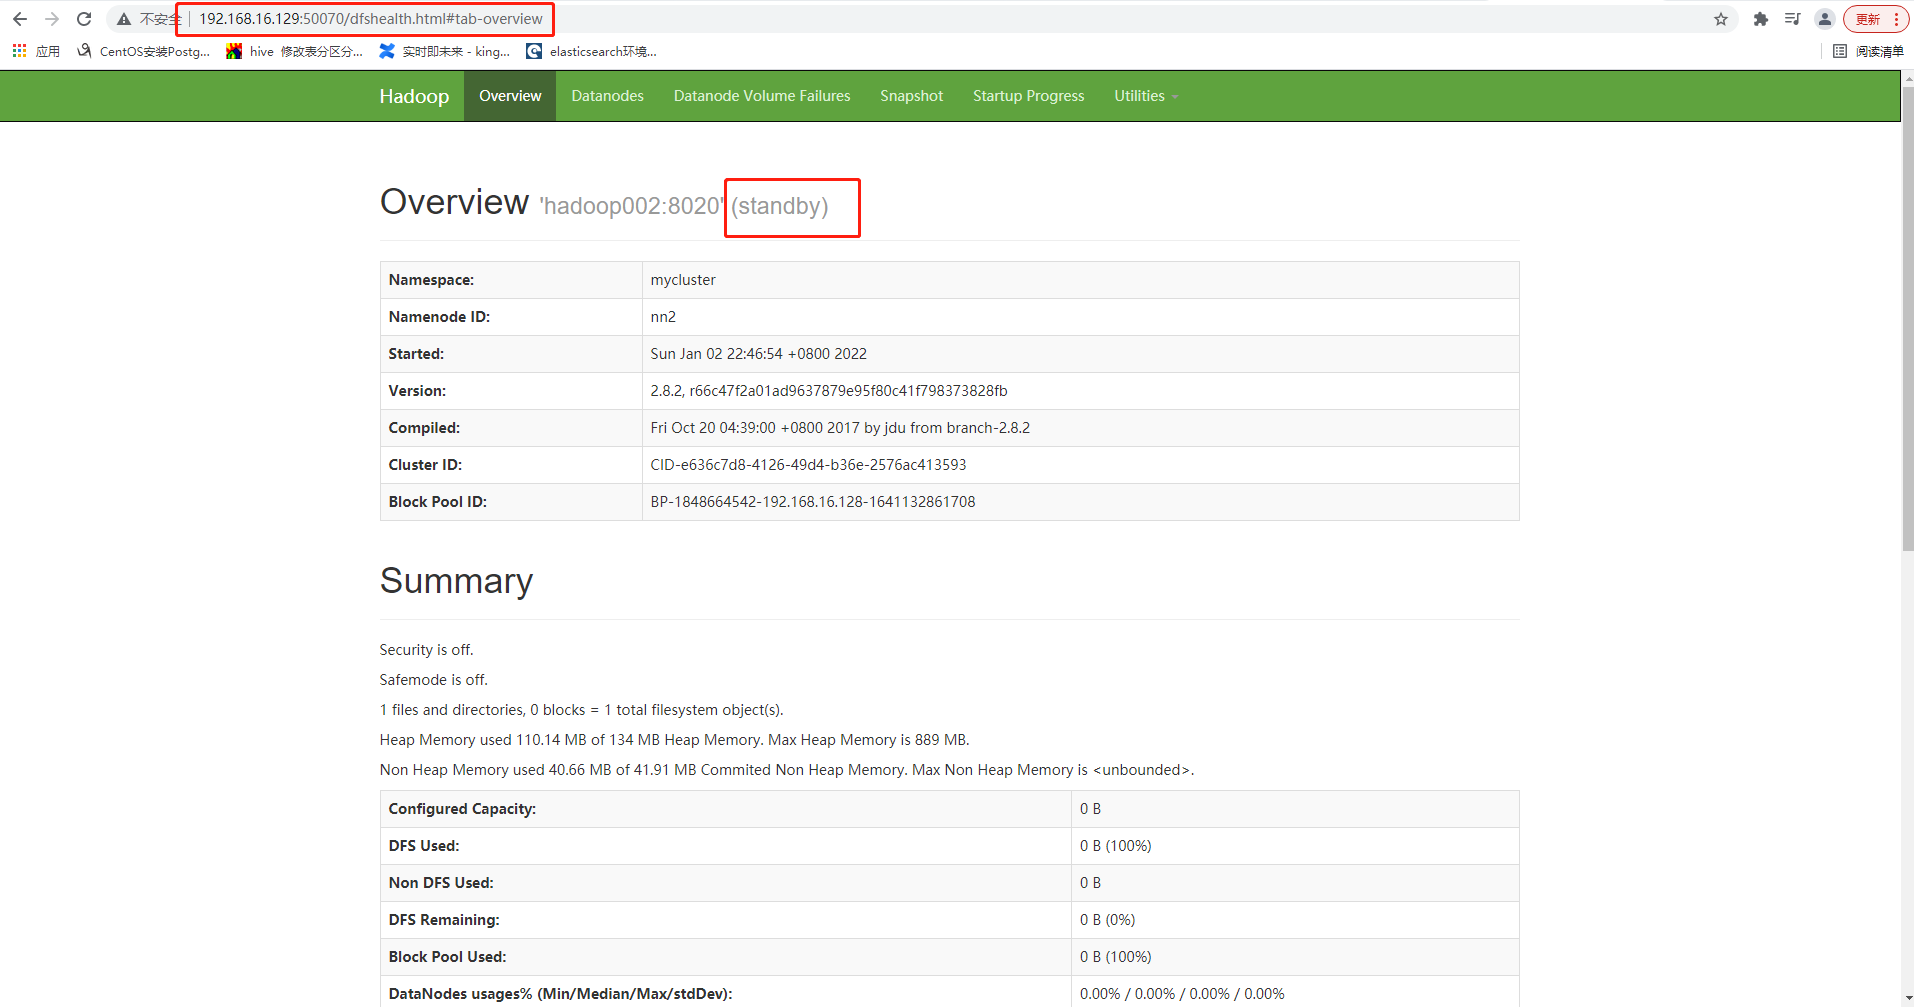 不安全 192.168.16.129:50070/dfshealth.html#tab-overview 更新
应用 CentOS安装Postg... hive 修改表分区分... 实时即未来 - king... elasticsearch环境... 阅读清单
Hadoop Overview Datanodes Datanode Volume Failures Snapshot Startup Progress Utilities
Overview 'hadoop002:8020' (standby)
Namespace: mycluster
Namenode ID: nn2
Started: Sun Jan 02 22:46:54 +0800 2022
Version: 2.8.2, r66c47f2a01ad9637879e95f80c41f798373828fb
Compiled: Fri Oct 20 04:39:00 +0800 2017 by jdu from branch-2.8.2
Cluster ID: CID-e636c7d8-4126-49d4-b36e-2576ac413593
Block Pool ID: BP-1848664542-192.168.16.128-1641132861708
Summary
Security is off.
Safemode is off.
1 files and directories, 0 blocks = 1 total filesystem object(s).
Heap Memory used 110.14 MB of 134 MB Heap Memory. Max Heap Memory is 889 MB.
Non Heap Memory used 40.66 MB of 41.91 MB Commited Non Heap Memory. Max Non Heap Memory is <unbounded>.
Configured Capacity: 0 B
DFS Used: 0 B (100%)
Non DFS Used: 0 B
DFS Remaining: 0 B (0%)
Block Pool Used: 0 B (100%)
DataNodes usages% (Min/Median/Max/stdDev): 0.00% / 0.00% / 0.00% / 0.00%